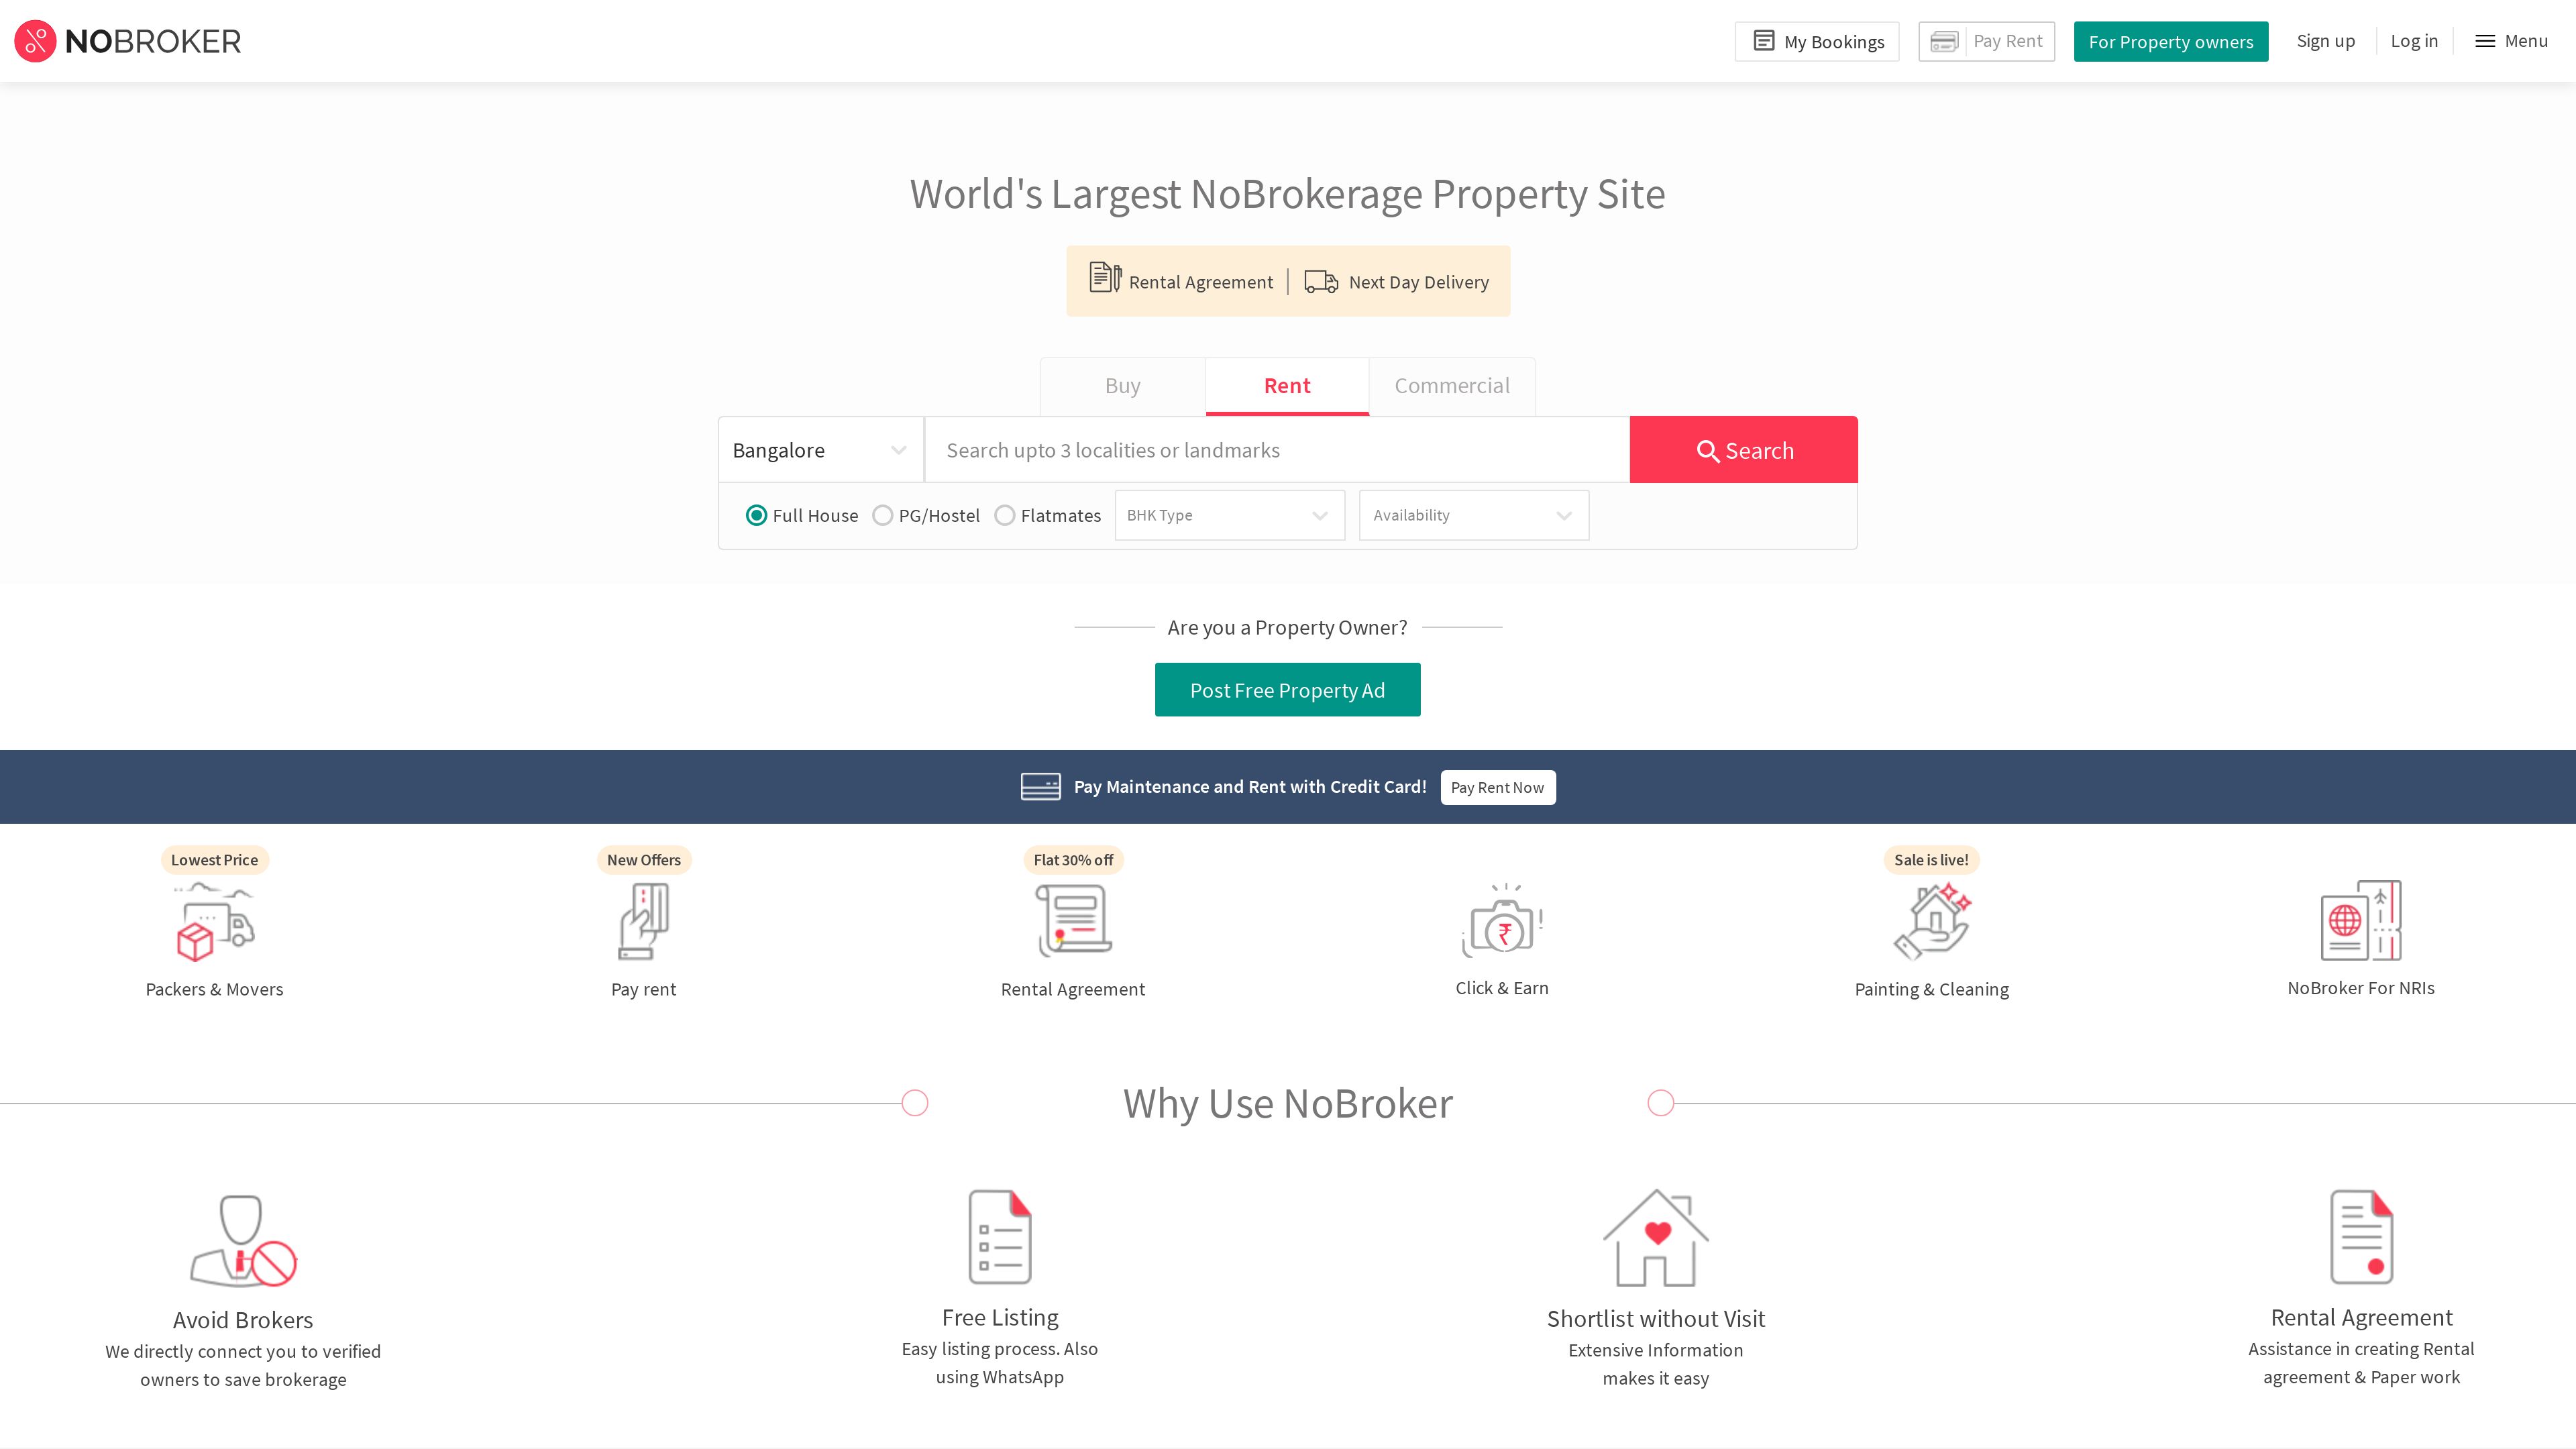 NOBROKER
My Bookings
Pay Rent
For Property owners
Sign up
Log in
Menu
World's Largest NoBrokerage Property Site
Rental Agreement
Next Day Delivery
Buy
Rent
Commercial
Bangalore
Search upto 3 localities or landmarks
Search
Full House
PG/Hostel
Flatmates
BHK Type
Availability
Are you a Property Owner?
Post Free Property Ad
Pay Maintenance and Rent with Credit Card!
Pay Rent Now
Lowest Price
New Offers
Flat 30% off
Sale is live!
Packers & Movers
Pay rent
Rental Agreement
₹
Click & Earn
Painting & Cleaning
NoBroker For NRIs
Why Use NoBroker
Avoid Brokers
We directly connect you to verified
owners to save brokerage
Free Listing
Easy listing process. Also
using WhatsApp
Shortlist without Visit
Extensive Information
makes it easy
Rental Agreement
Assistance in creating Rental
agreement & Paper work